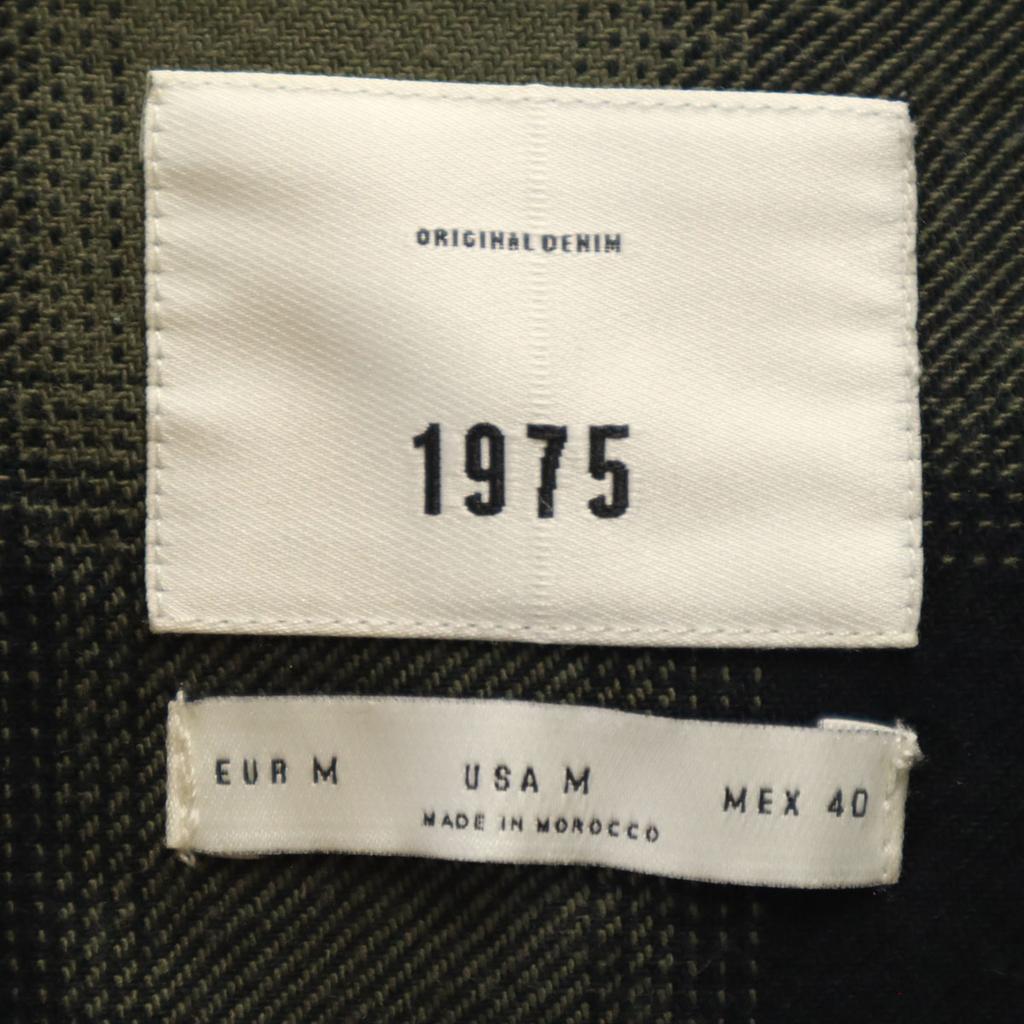 ORIGINAL DENIM
1975
EUR M USA M MEX 40
MADE IN MOROCCO